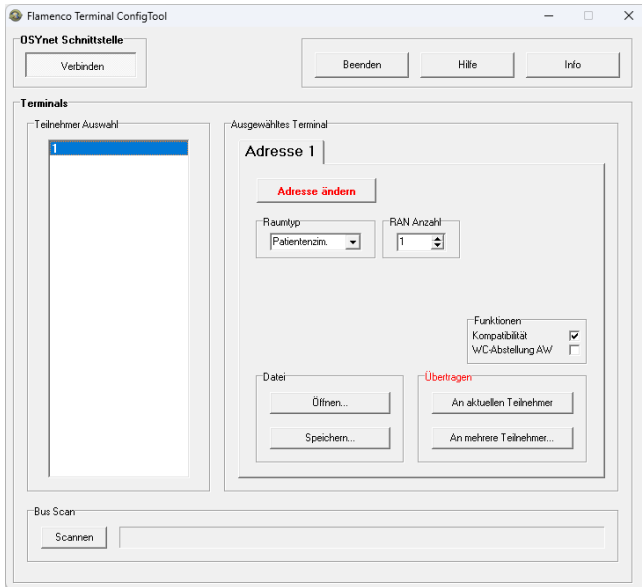 Flamenco Terminal ConfigTool
OSYnet Schnittstelle
Verbinden
Beenden
Hilfe
Info
Terminals
Teilnehmer Auswahl
1
Ausgewähltes Terminal
Adresse 1
Adresse ändern
Raumtyp
Patientenzim.
RAN Anzahl
1
Funktionen
Kompatibilität
WC-Abstellung AW
Datei
Öffnen...
Speichern...
Übertragen
An aktuellen Teilnehmer
An mehrere Teilnehmer...
Bus Scan
Scannen